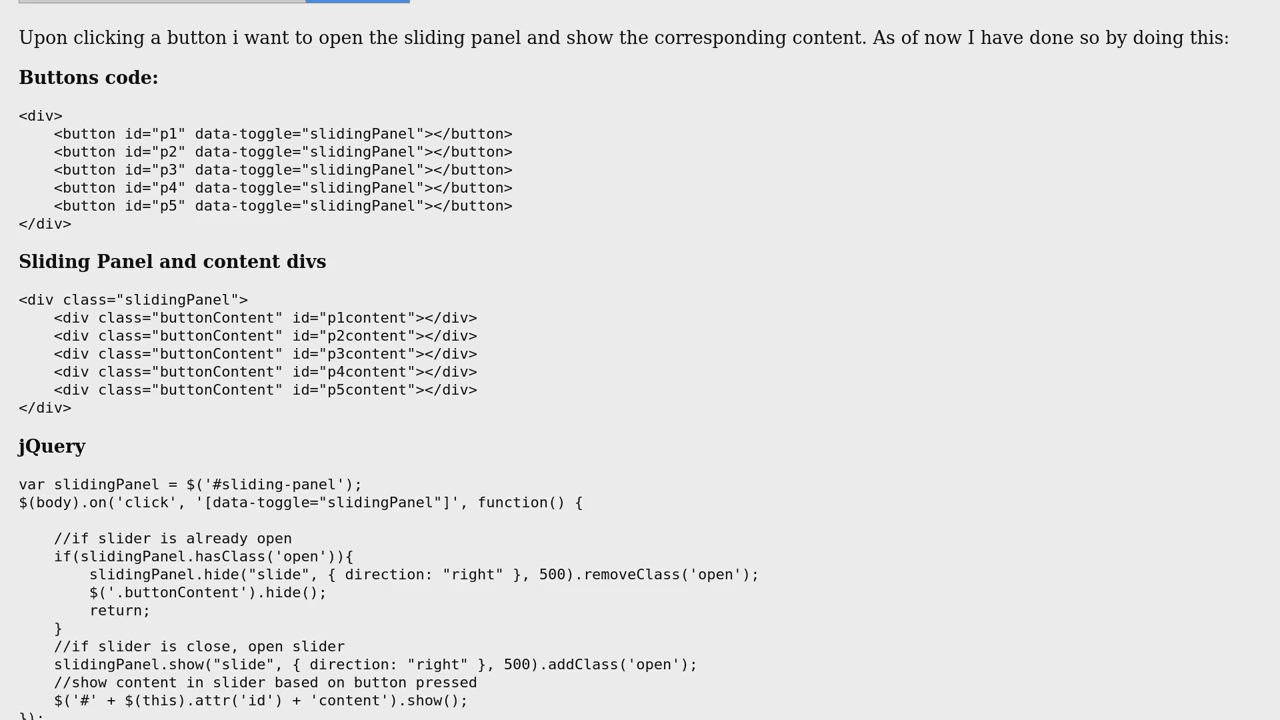 Upon clicking a button i want to open the sliding panel and show the corresponding content. As of now I have done so by doing this:
Buttons code:
<div>
    <button id="p1" data-toggle="slidingPanel"></button>
    <button id="p2" data-toggle="slidingPanel"></button>
    <button id="p3" data-toggle="slidingPanel"></button>
    <button id="p4" data-toggle="slidingPanel"></button>
    <button id="p5" data-toggle="slidingPanel"></button>
</div>
Sliding Panel and content divs
<div class="slidingPanel">
    <div class="buttonContent" id="p1content"></div>
    <div class="buttonContent" id="p2content"></div>
    <div class="buttonContent" id="p3content"></div>
    <div class="buttonContent" id="p4content"></div>
    <div class="buttonContent" id="p5content"></div>
</div>
jQuery
var slidingPanel = $('#sliding-panel');
$(body).on('click', '[data-toggle="slidingPanel"]', function() {
    //if slider is already open
    if(slidingPanel.hasClass('open')){
        slidingPanel.hide("slide", { direction: "right" }, 500).removeClass('open');
        $('.buttonContent').hide();
        return;
    }
    //if slider is close, open slider
    slidingPanel.show("slide", { direction: "right" }, 500).addClass('open');
    //show content in slider based on button pressed
    $('#' + $(this).attr('id') + 'content').show();
});